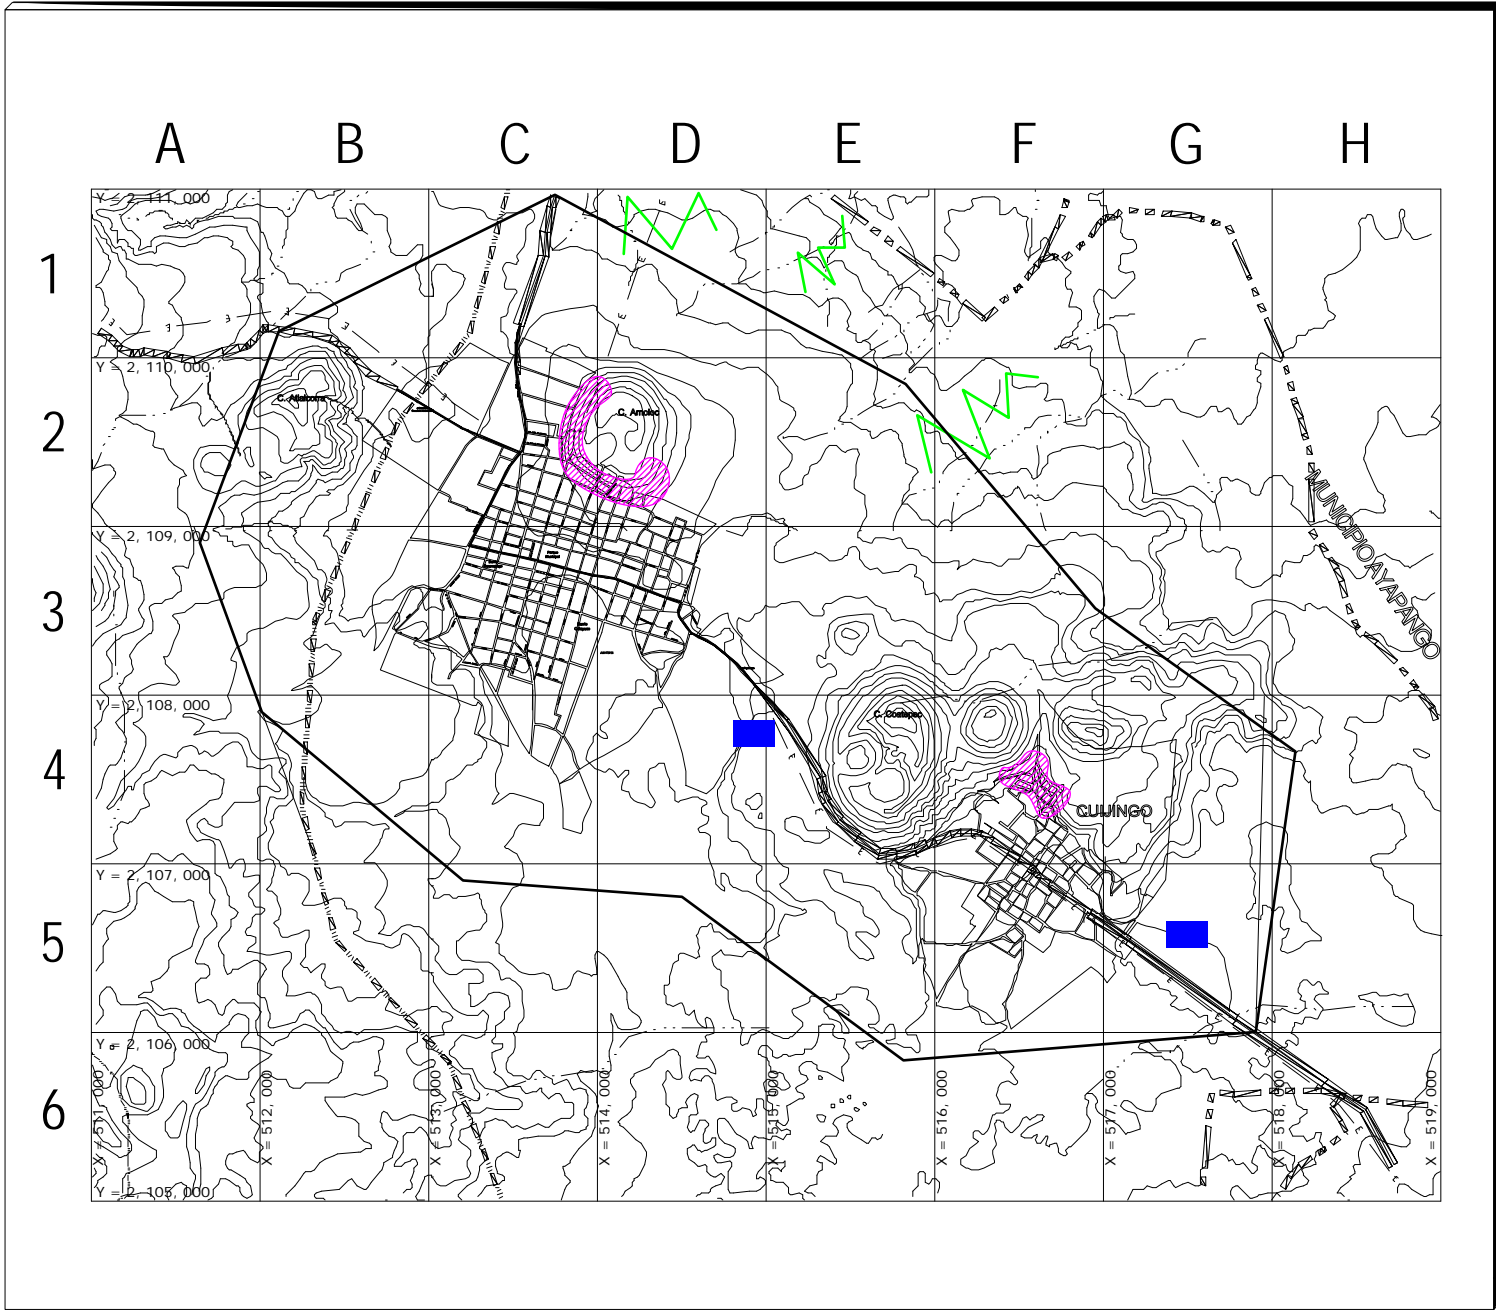 A B C D E F G H
Y = 2, 111, 000
1
Y = 2, 110, 000
C. Amolec
2
Y = 2, 109, 000
MUNICIPIO AYAPANGO
3
Y = 2, 108, 000
C. Coatepec
4
CUIJINGO
Y = 2, 107, 000
5
Y = 2, 106, 000
6
X = 511, 000
X = 512, 000
X = 513, 000
X = 514, 000
X = 515, 000
X = 516, 000
X = 517, 000
X = 518, 000
X = 519, 000
Y = 2, 105, 000